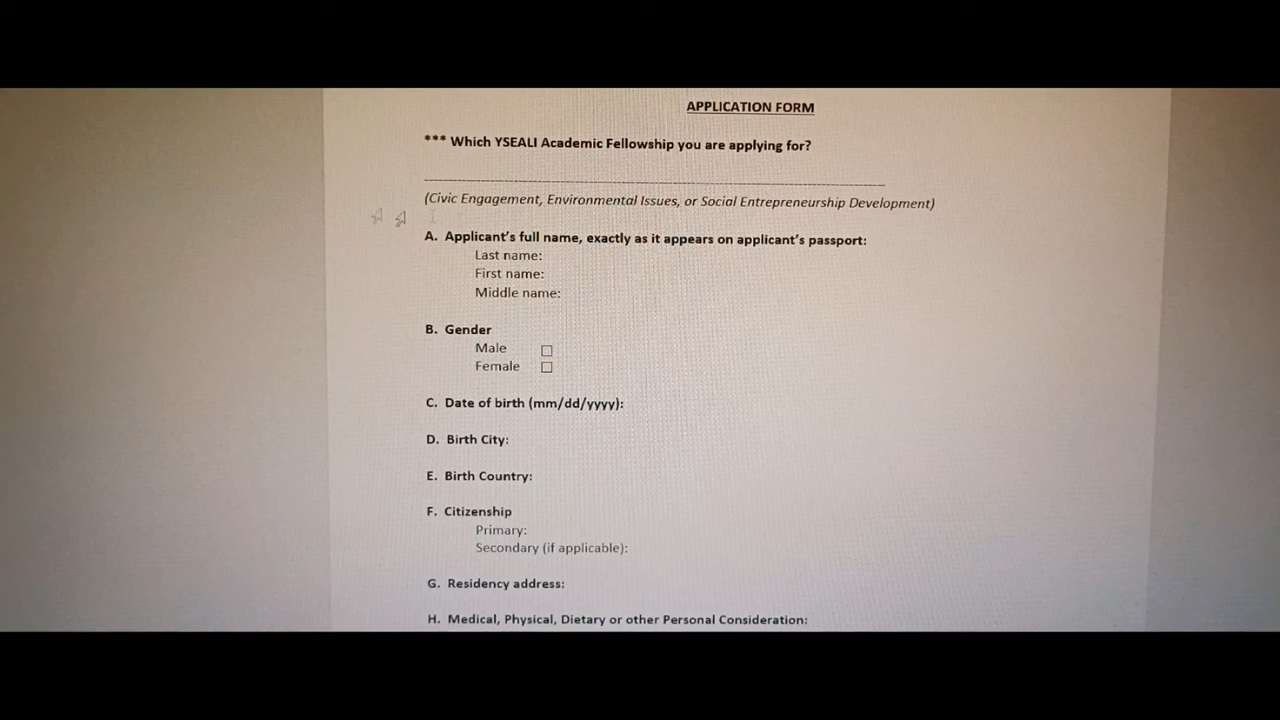 APPLICATION FORM
*** Which YSEALI Academic Fellowship you are applying for?
(Civic Engagement, Environmental Issues, or Social Entrepreneurship Development)
A. Applicant's full name, exactly as it appears on applicant's passport:
Last name:
First name:
Middle name:
B. Gender
Male ☐
Female ☐
C. Date of birth (mm/dd/yyyy):
D. Birth City:
E. Birth Country:
F. Citizenship
Primary:
Secondary (if applicable):
G. Residency address:
H. Medical, Physical, Dietary or other Personal Consideration: